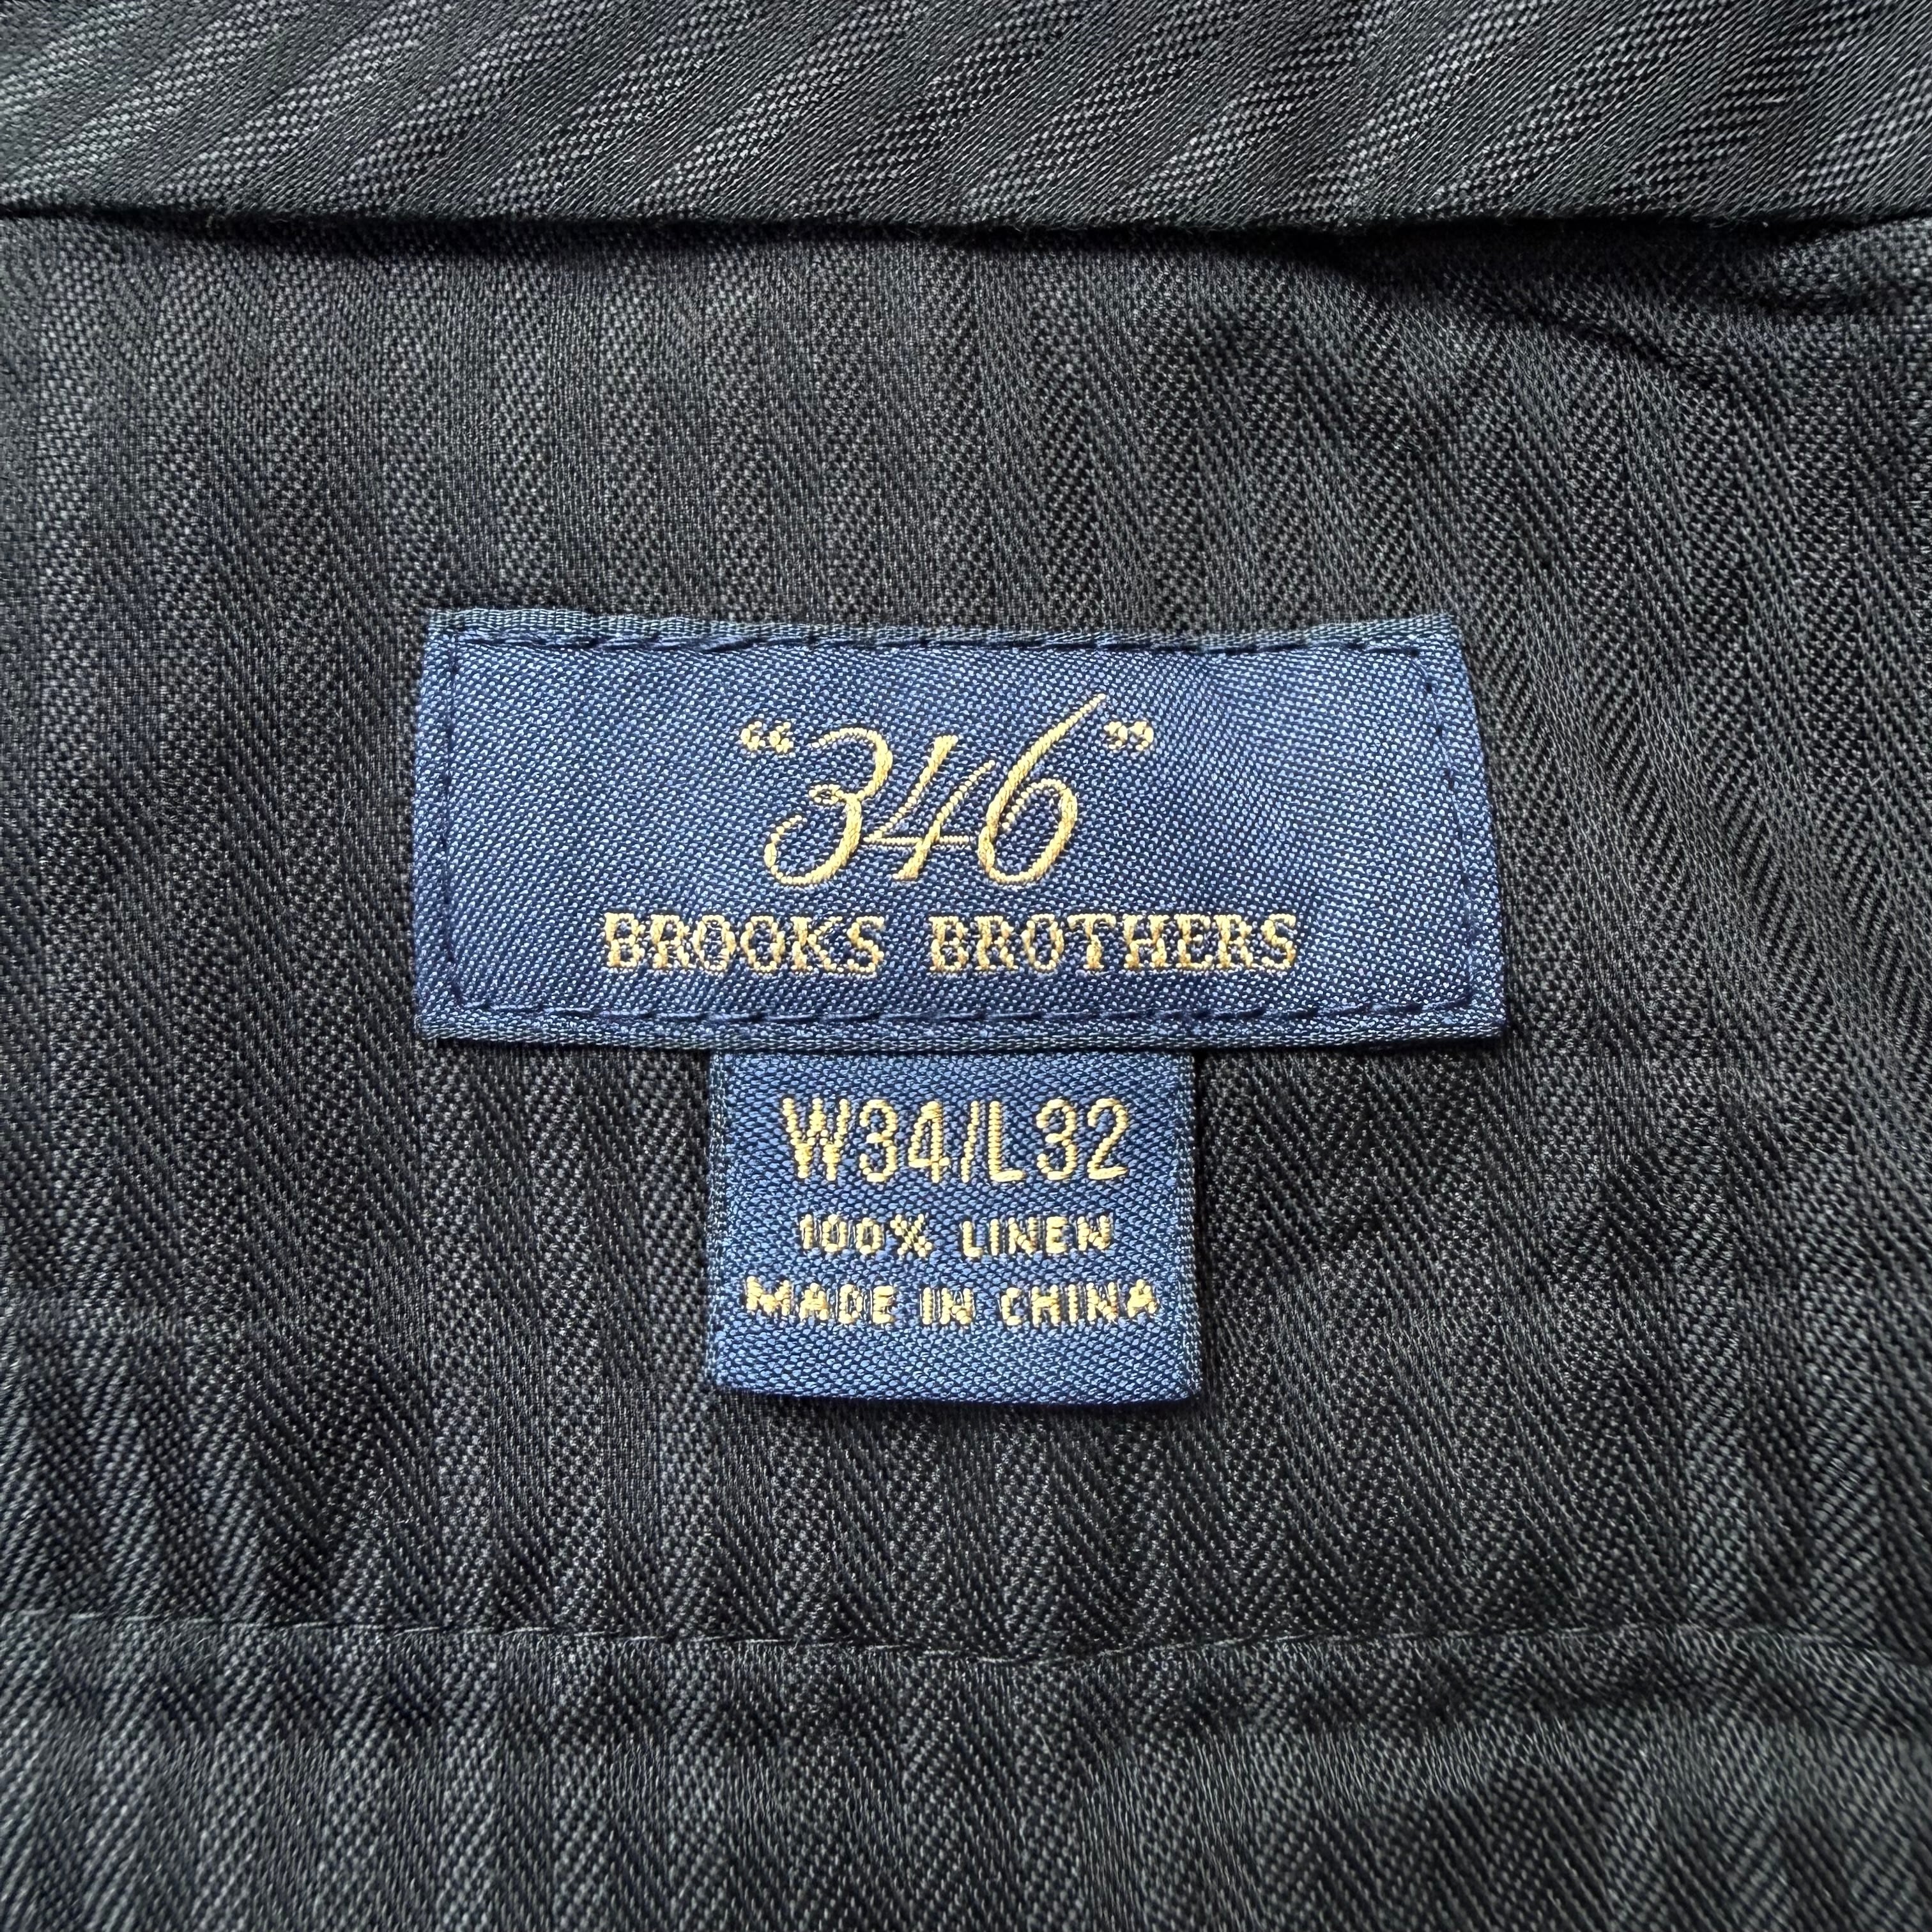 “346”
BROOKS BROTHERS
W34/L32
100% LINEN
MADE IN CHINA